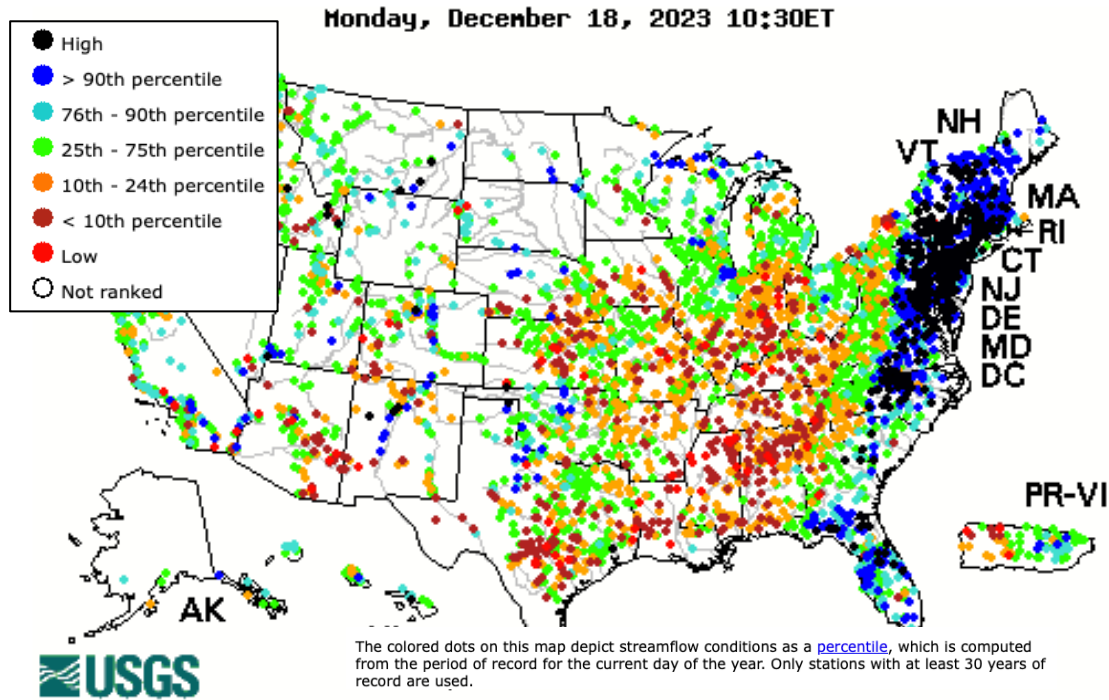 Monday, December 18, 2023 10:30ET
High
> 90th percentile
76th - 90th percentile
25th - 75th percentile
10th - 24th percentile
< 10th percentile
Low
Not ranked
NH
VT
MA
RI
CT
NJ
DE
MD
DC
PR-VI
AK
USGS
The colored dots on this map depict streamflow conditions as a percentile, which is computed
from the period of record for the current day of the year. Only stations with at least 30 years of
record are used.